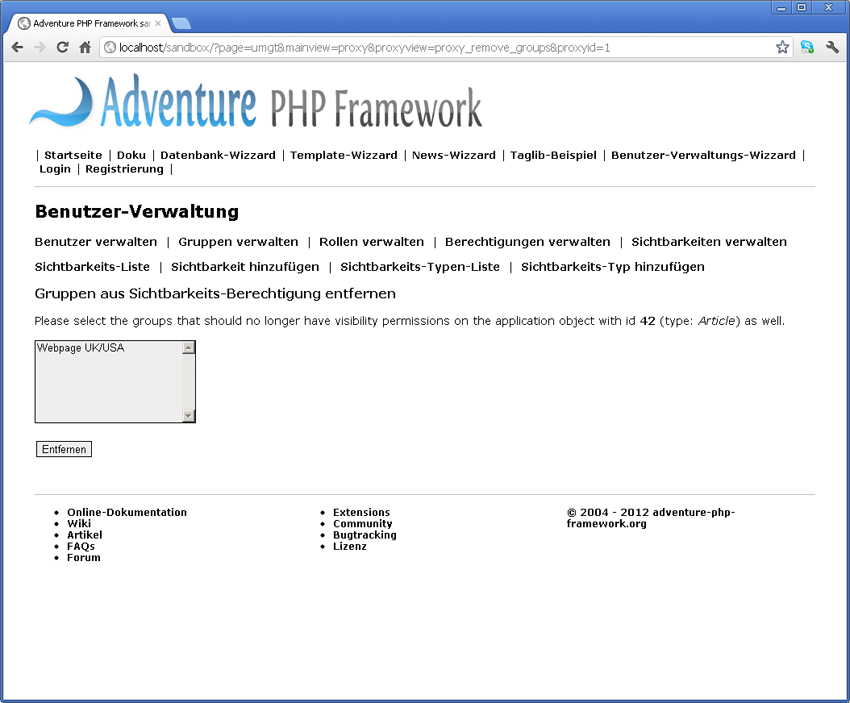 Adventure PHP Framework sa
localhost/sandbox/?page=umgt&mainview=proxy&proxyview=proxy_remove_groups&proxyid=1
Adventure PHP Framework
| Startseite | Doku | Datenbank-Wizzard | Template-Wizzard | News-Wizzard | Taglib-Beispiel | Benutzer-Verwaltungs-Wizzard |
Login | Registrierung |
Benutzer-Verwaltung
Benutzer verwalten | Gruppen verwalten | Rollen verwalten | Berechtigungen verwalten | Sichtbarkeiten verwalten
Sichtbarkeits-Liste | Sichtbarkeit hinzufügen | Sichtbarkeits-Typen-Liste | Sichtbarkeits-Typ hinzufügen
Gruppen aus Sichtbarkeits-Berechtigung entfernen
Please select the groups that should no longer have visibility permissions on the application object with id 42 (type: Article) as well.
Webpage UK/USA
Entfernen
• Online-Dokumentation
• Wiki
• Artikel
• FAQs
• Forum
• Extensions
• Community
• Bugtracking
• Lizenz
© 2004 - 2012 adventure-php-
framework.org